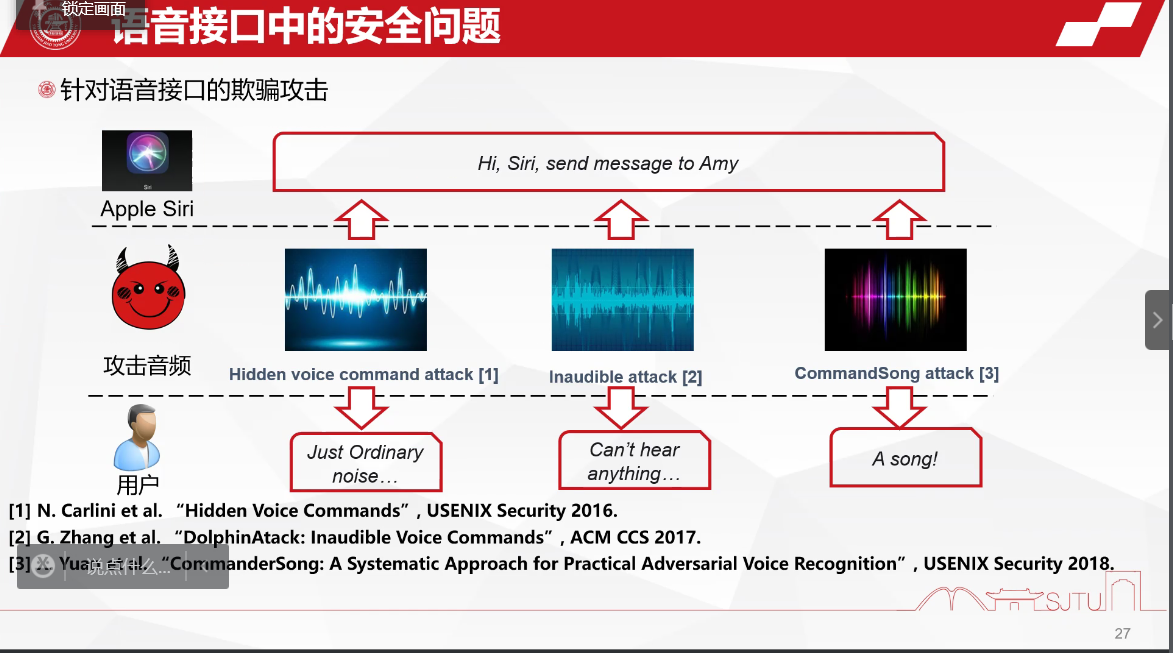 锁定画面
语音接口中的安全问题
针对语音接口的欺骗攻击
Hi, Siri, send message to Amy
Siri
Apple Siri
攻击音频
Hidden voice command attack [1]
Inaudible attack [2]
CommandSong attack [3]
用户
Just Ordinary
noise…
Can’t hear
anything…
A song!
[1] N. Carlini et al. “Hidden Voice Commands”, USENIX Security 2016.
[2] G. Zhang et al. “DolphinAtack: Inaudible Voice Commands”, ACM CCS 2017.
[3] “CommanderSong: A Systematic Approach for Practical Adversarial Voice Recognition”, USENIX Security 2018.
说点什么...
SJTU
27